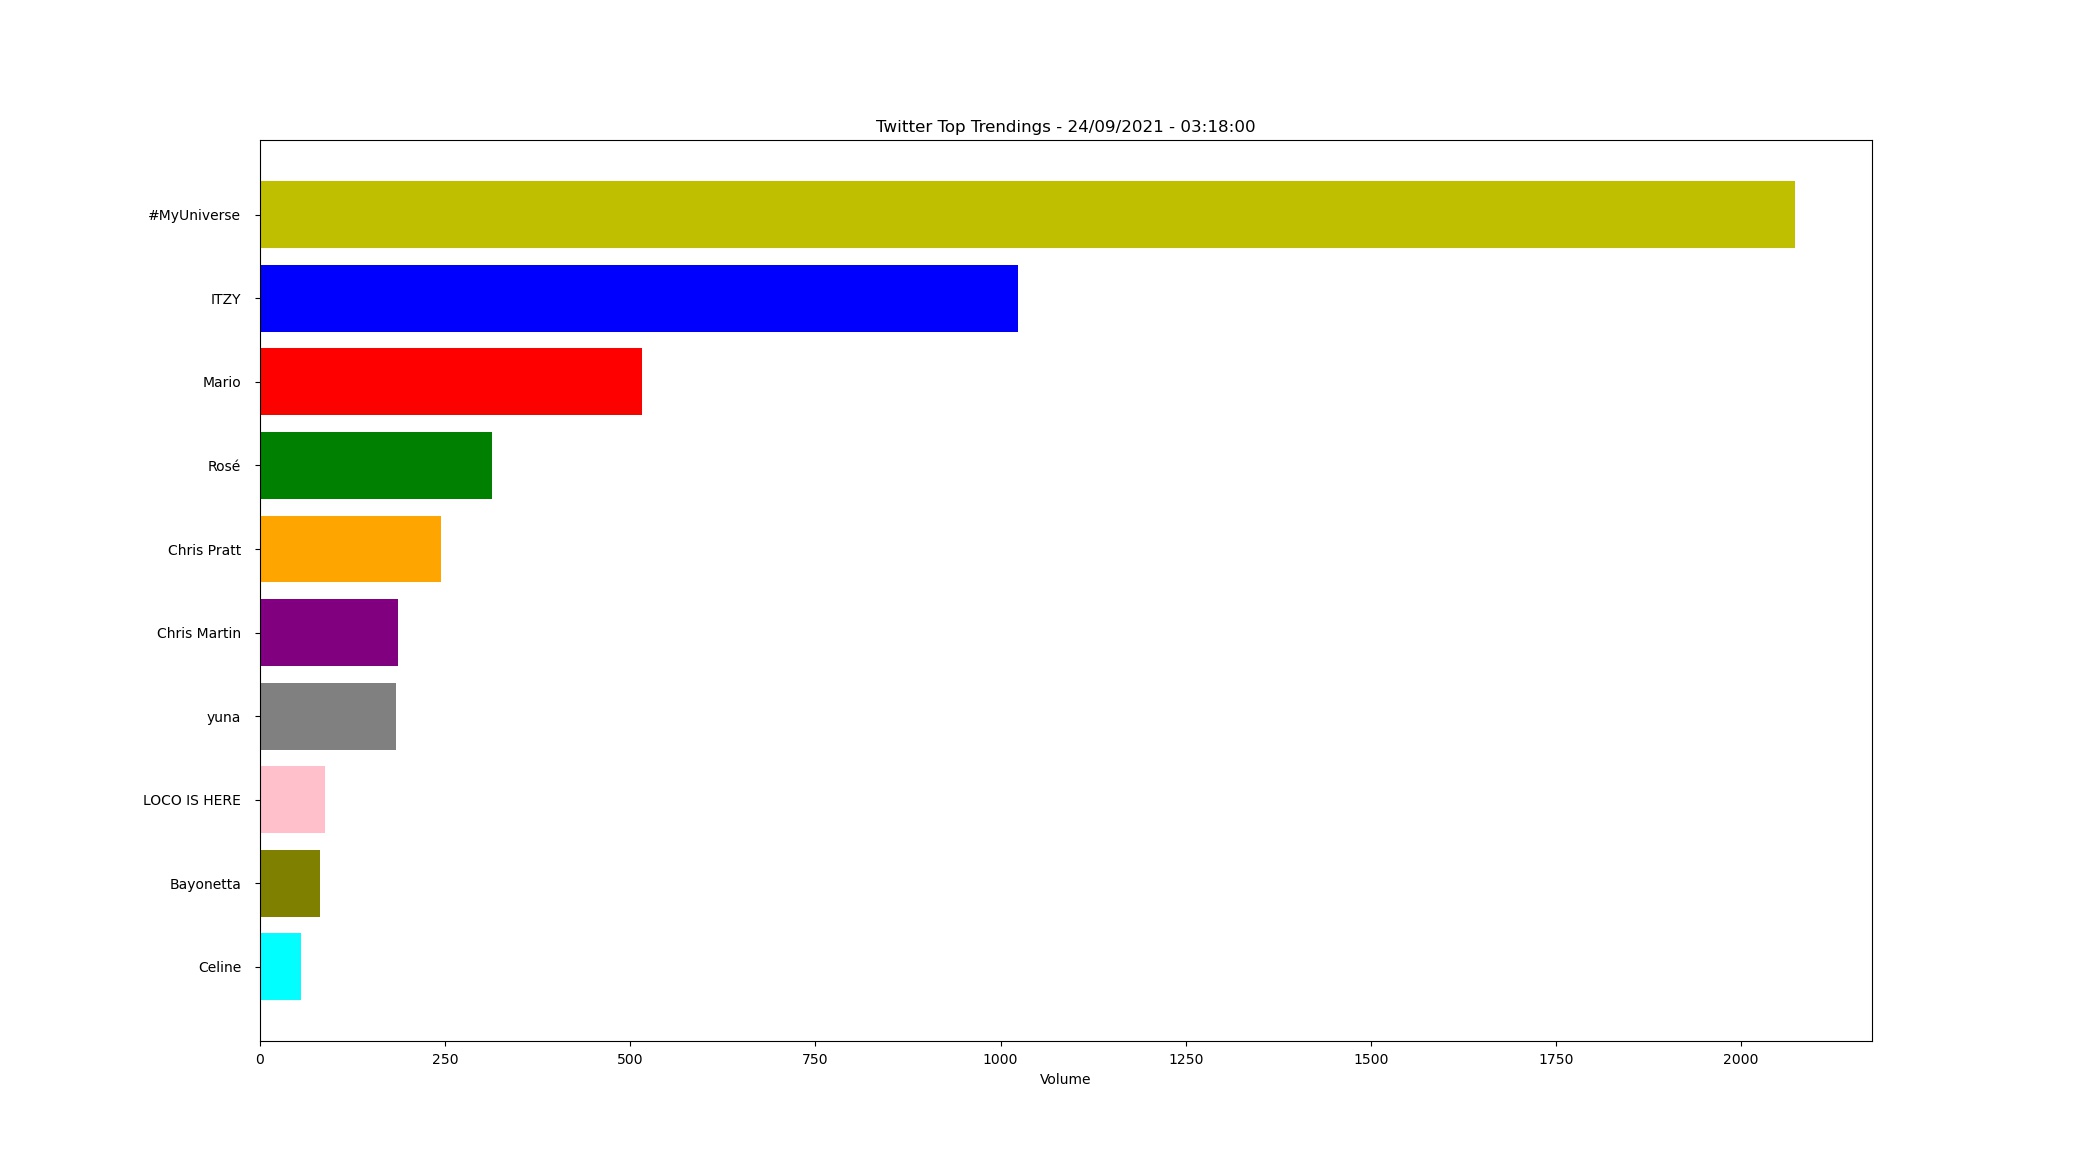 Twitter Top Trendings - 24/09/2021 - 03:18:00
#MyUniverse
ITZY
Mario
Rosé
Chris Pratt
Chris Martin
yuna
LOCO IS HERE
Bayonetta
Celine
0 250 500 750 1000 1250 1500 1750 2000
Volume